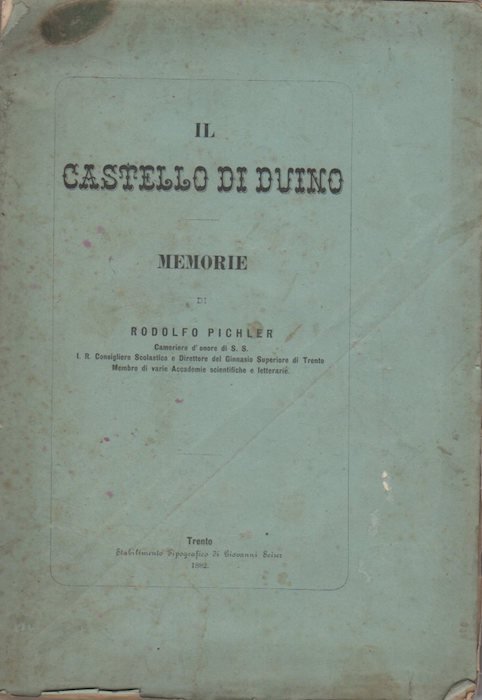 IL
CASTELLO DI DUINO
MEMORIE
DI
RODOLFO PICHLER
Cameriere d'onore di S. S.
I. R. Consigliere Scolastico e Direttore del Ginnasio Superiore di Trento
Membro di varie Accademie scientifiche e letterarie.
Trento
Stabilimento Tipografico di Giovanni Seiser
1882.